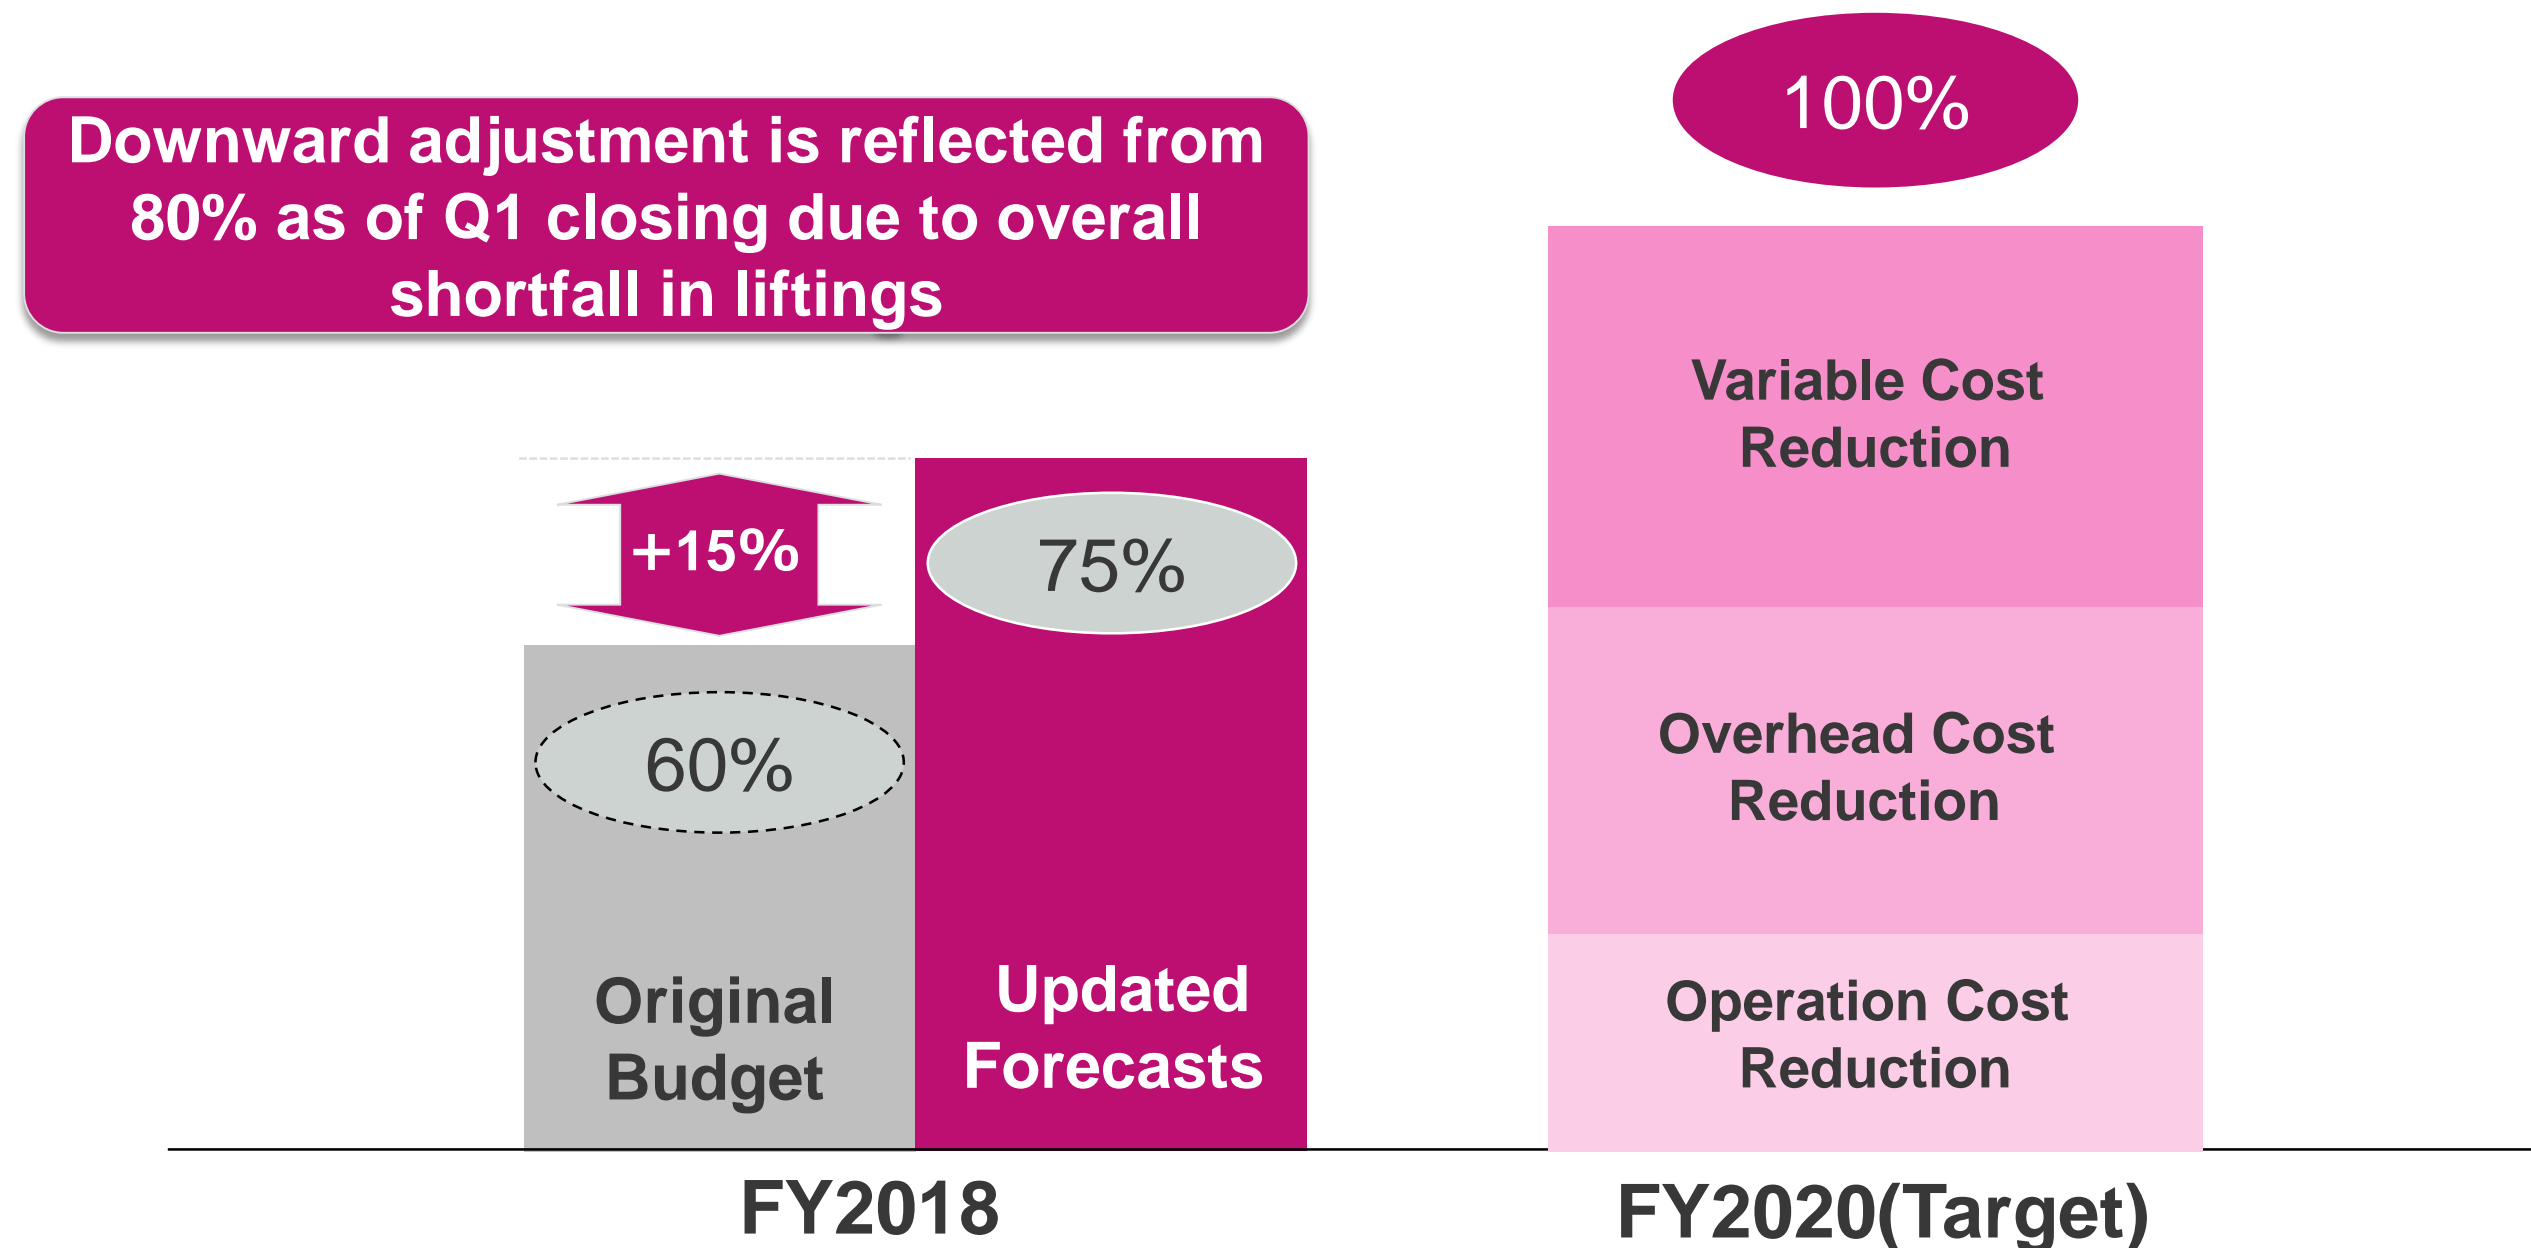 100%
Downward adjustment is reflected from
80% as of Q1 closing due to overall
shortfall in liftings
Variable Cost
Reduction
+15%
75%
60%
Overhead Cost
Reduction
Original
Budget
Updated
Forecasts
Operation Cost
Reduction
FY2018
FY2020(Target)